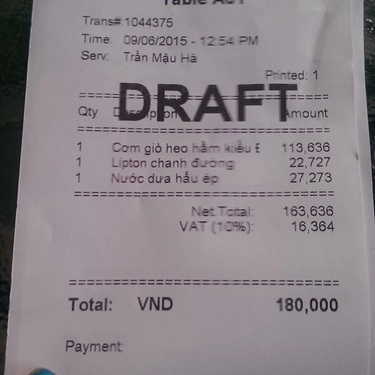 Trans#:1044375
Time: 09/06/2015 - 12:54 PM
Serv: Trần Mậu Hà
Printed: 1
DRAFT
Qty Description Amount
1 Cơm giò heo hầm kiểu Đ 113,636
1 Lipton chanh đường 22,727
1 Nước dưa hấu ép 27,273
Net.Total: 163,636
VAT (10%): 16,364
Total: VND 180,000
Payment: